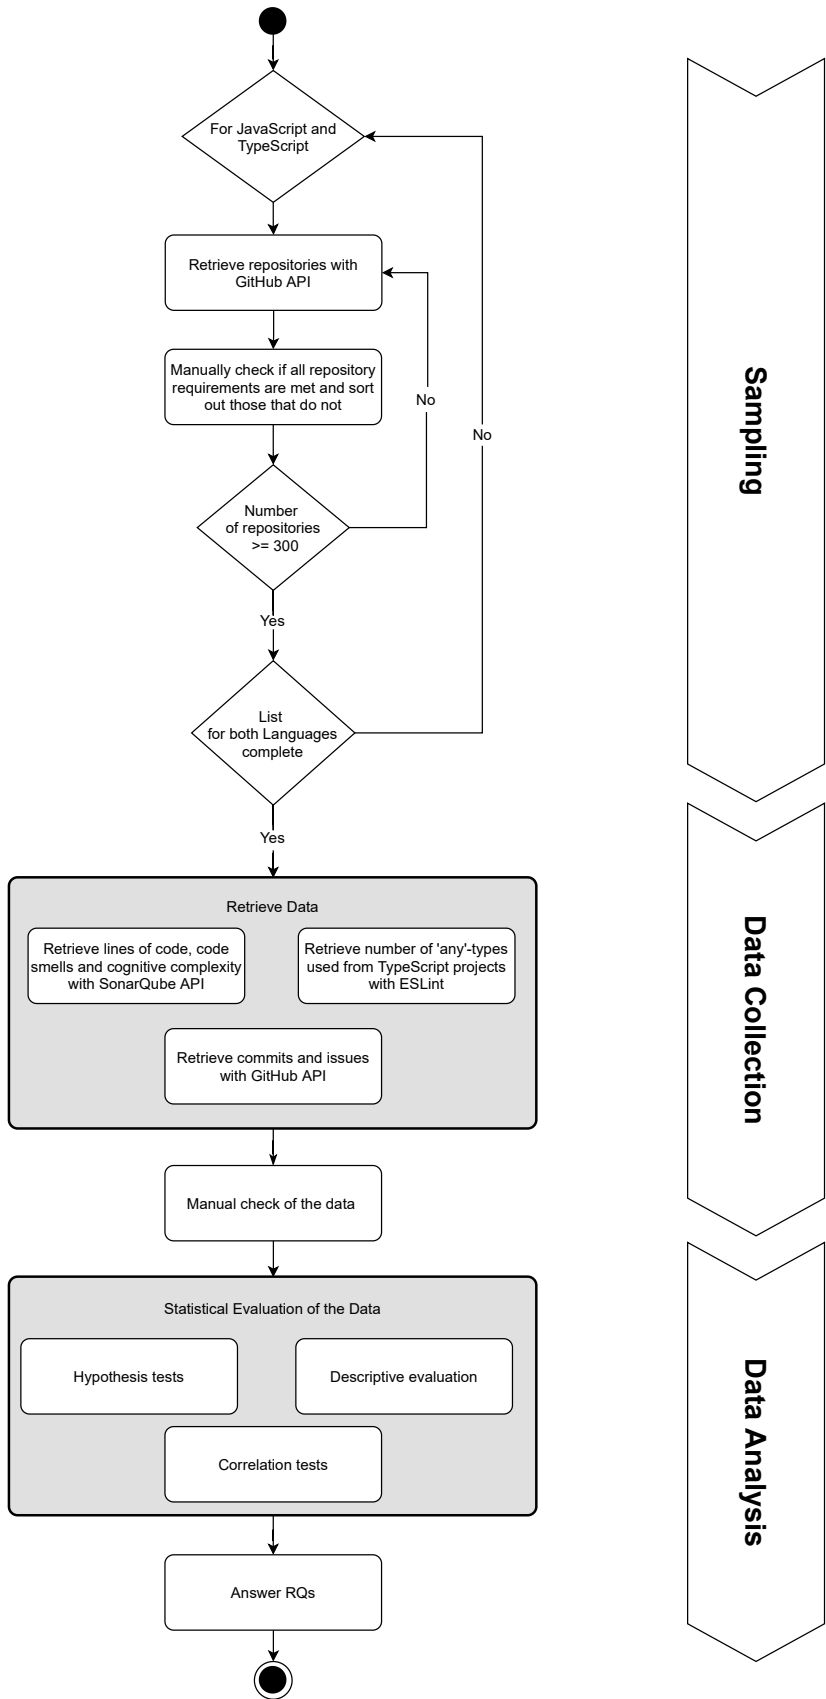 For JavaScript and
TypeScript
Retrieve repositories with
GitHub API
Manually check if all repository
requirements are met and sort
out those that do not
No
No
Number
of repositories
>= 300
Yes
List
for both Languages
complete
Yes
Sampling
Retrieve Data
Retrieve lines of code, code
smells and cognitive complexity
with SonarQube API
Retrieve number of 'any'-types
used from TypeScript projects
with ESLint
Retrieve commits and issues
with GitHub API
Manual check of the data
Data Collection
Statistical Evaluation of the Data
Hypothesis tests
Descriptive evaluation
Correlation tests
Answer RQs
Data Analysis